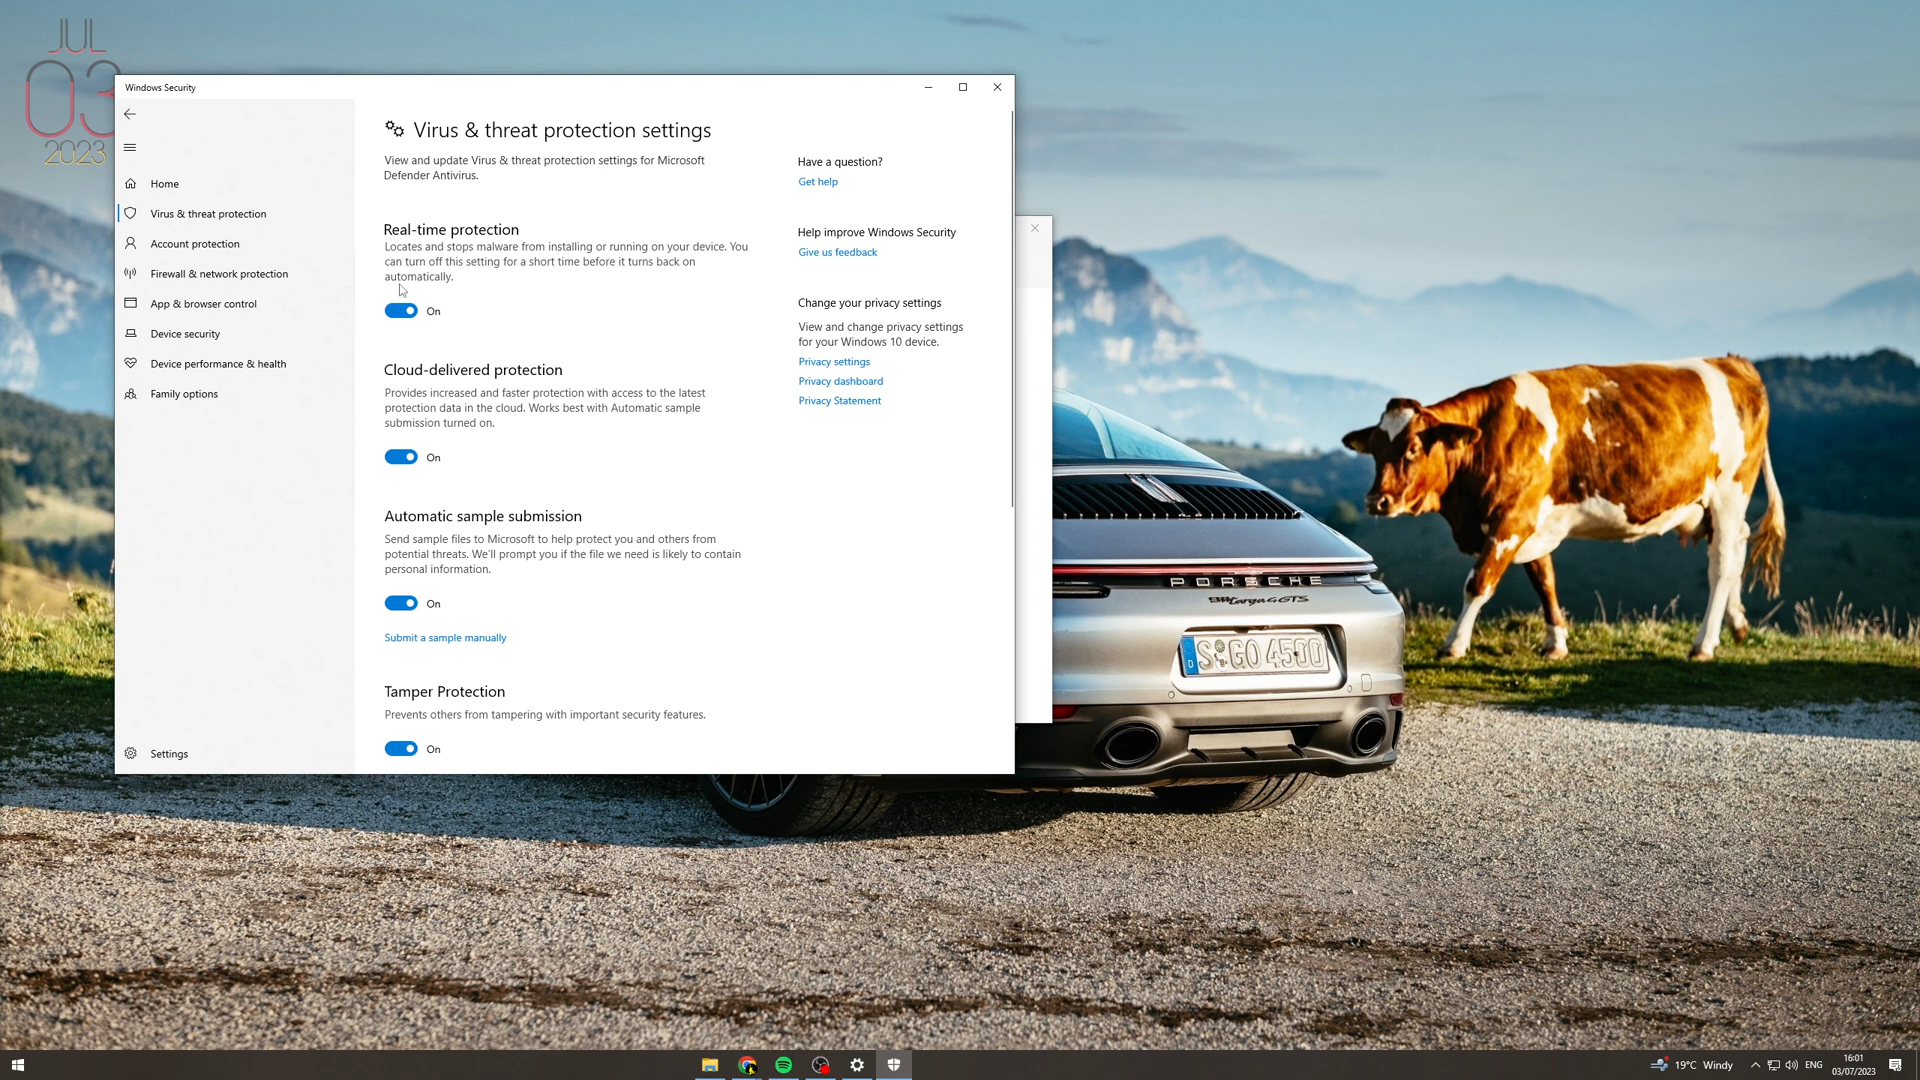 JUL
03
2023
Windows Security
Home
Virus & threat protection
Account protection
Firewall & network protection
App & browser control
Device security
Device performance & health
Family options
Settings
Virus & threat protection settings
View and update Virus & threat protection settings for Microsoft
Defender Antivirus.
Real-time protection
Locates and stops malware from installing or running on your device. You
can turn off this setting for a short time before it turns back on
automatically.
On
Cloud-delivered protection
Provides increased and faster protection with access to the latest
protection data in the cloud. Works best with Automatic sample
submission turned on.
On
Automatic sample submission
Send sample files to Microsoft to help protect you and others from
potential threats. We'll prompt you if the file we need is likely to contain
personal information.
On
Submit a sample manually
Tamper Protection
Prevents others from tampering with important security features.
On
Have a question?
Get help
Help improve Windows Security
Give us feedback
Change your privacy settings
View and change privacy settings
for your Windows 10 device.
Privacy settings
Privacy dashboard
Privacy Statement
PORSCHE
911 targa 4 GTS
S GO 4500
D
19°C Windy
ENG
16:01
03/07/2023